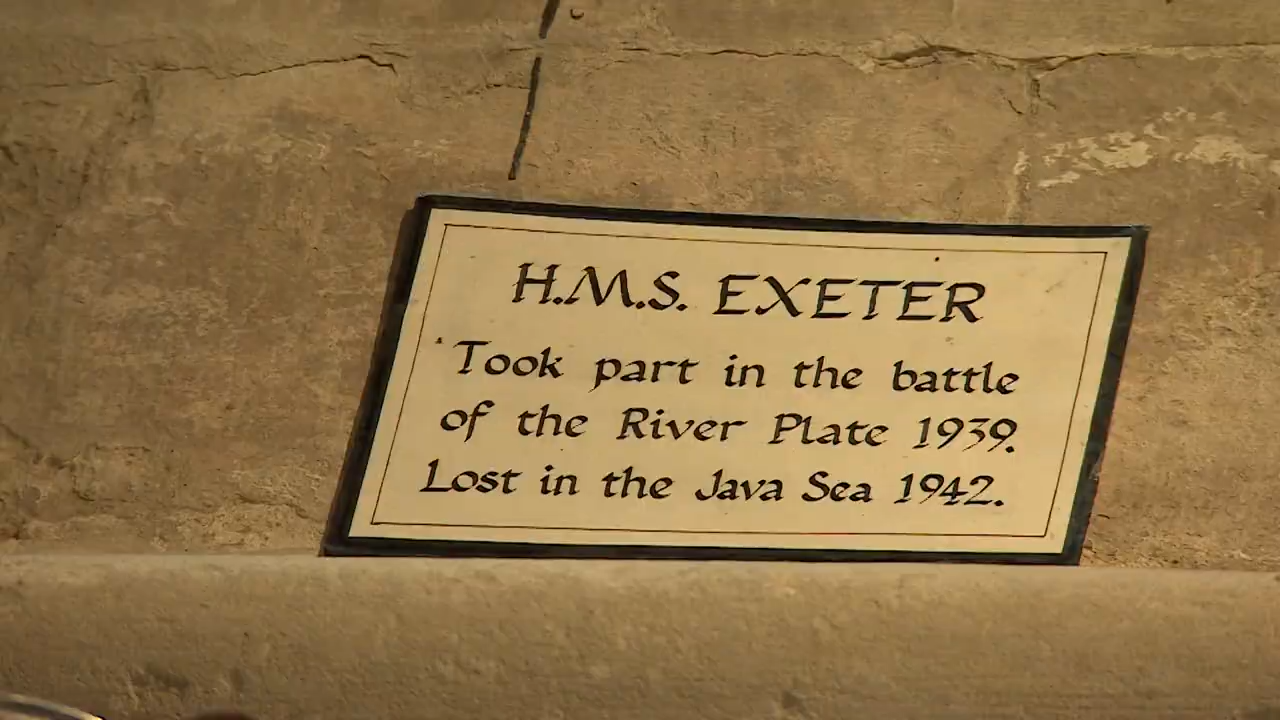 H.M.S. EXETER
Took part in the battle
of the River Plate 1939.
Lost in the Java Sea 1942.